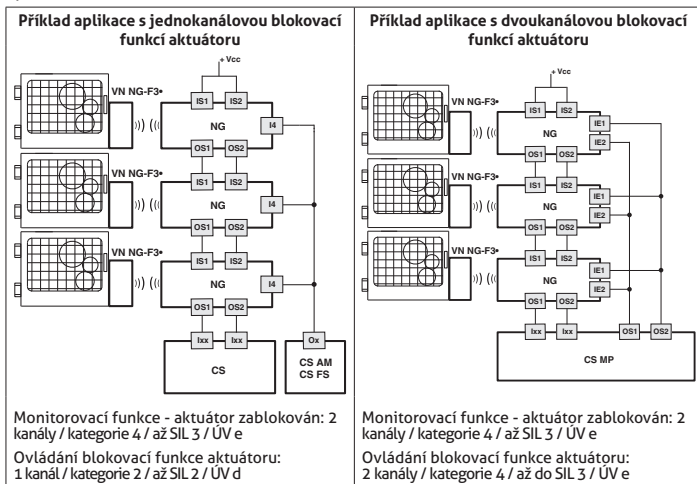 Příklad aplikace s jednokanálovou blokovací
funkcí aktuátoru
+ Vcc
VN NG-F3•
IS1 IS2
NG
I4
OS1 OS2
IS1 IS2
VN NG-F3•
NG
I4
OS1 OS2
IS1 IS2
VN NG-F3•
NG
I4
OS1 OS2
Ixx Ixx
Ox
CS
CS AM
CS FS
Monitorovací funkce - aktuátor zablokován: 2
kanály / kategorie 4 / až SIL 3 / ÚV e
Ovládání blokovací funkce aktuátoru:
1 kanál / kategorie 2 / až SIL 2 / ÚV d
Příklad aplikace s dvoukanálovou blokovací
funkcí aktuátoru
+ Vcc
VN NG-F3•
IS1 IS2
IE1
NG
IE2
OS1 OS2
IS1 IS2
VN NG-F3•
IE1
NG
IE2
OS1 OS2
IS1 IS2
VN NG-F3•
IE1
NG
IE2
OS1 OS2
Ixx Ixx OS1 OS2
CS MP
Monitorovací funkce - aktuátor zablokován: 2
kanály / kategorie 4 / až SIL 3 / ÚV e
Ovládání blokovací funkce aktuátoru:
2 kanály / kategorie 4 / až do SIL 3 / ÚV e